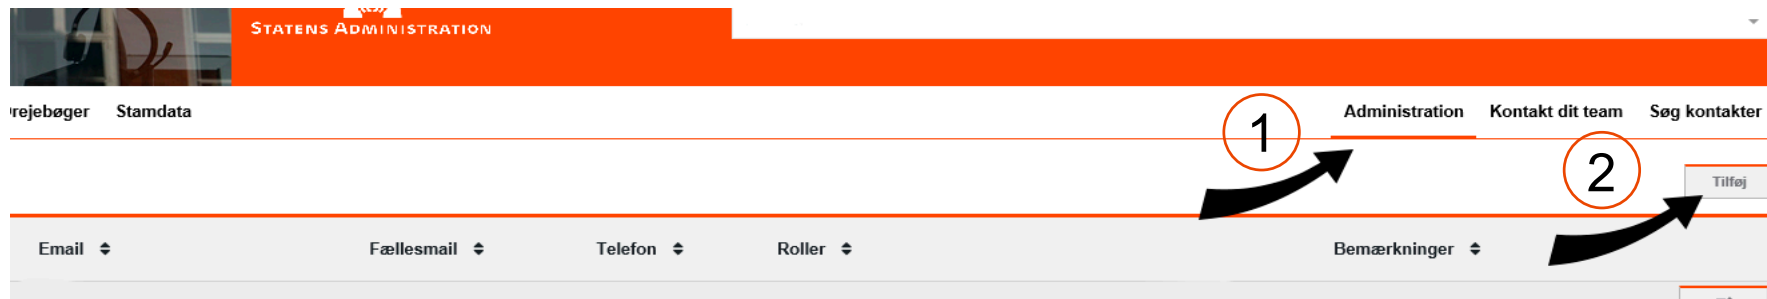 STATENS ADMINISTRATION
rejebøger Stamdata Administration Kontakt dit team Søg kontakter
1
2
Tilføj
Email Fællesmail Telefon Roller Bemærkninger